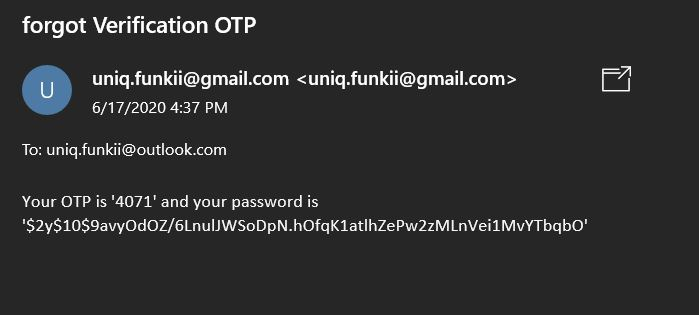 forgot Verification OTP
U
uniq.funkii@gmail.com <uniq.funkii@gmail.com>
6/17/2020 4:37 PM
To: uniq.funkii@outlook.com
Your OTP is '4071' and your password is
'$2y$10$9avyOdOZ/6LnulJWSoDpN.hOfqK1atlhZePw2zMLnVei1MvYTbqbO'